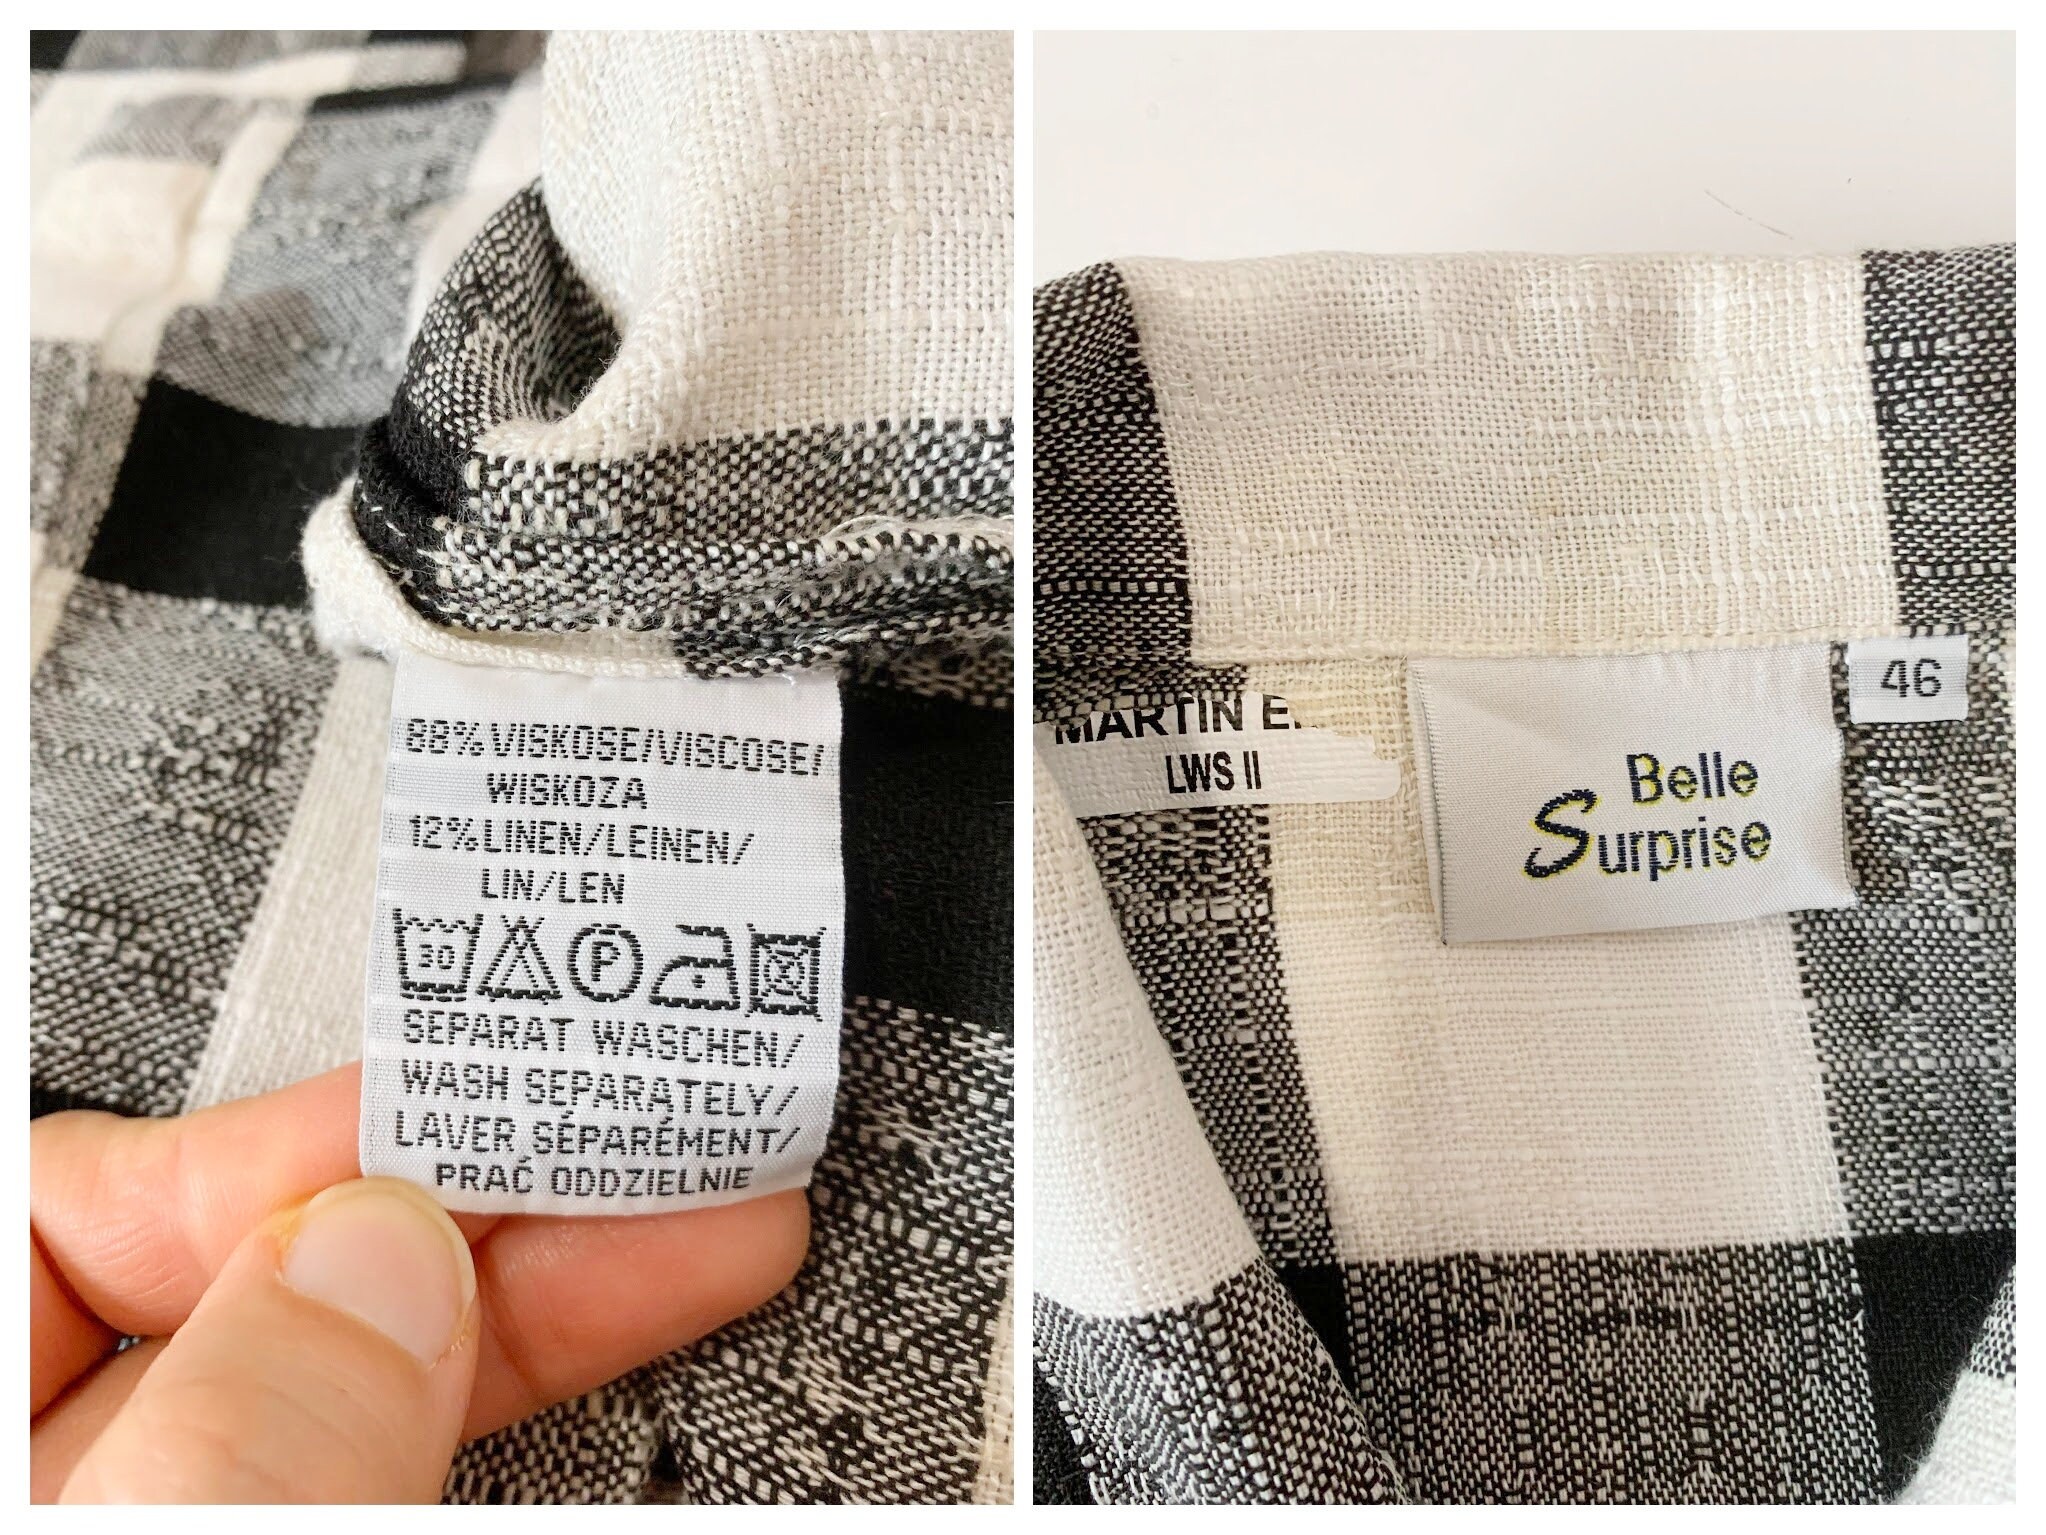 88% VISKOSE/VISCOSE/
WISKOZA
12% LINEN/LEINEN/
LIN/LEN
30
P
SEPARAT WASCHEN/
WASH SEPARATELY/
LAVER SÉPARÉMENT/
PRAĆ ODDZIELNIE
MARTIN
LWS II
Belle
Surprise
46